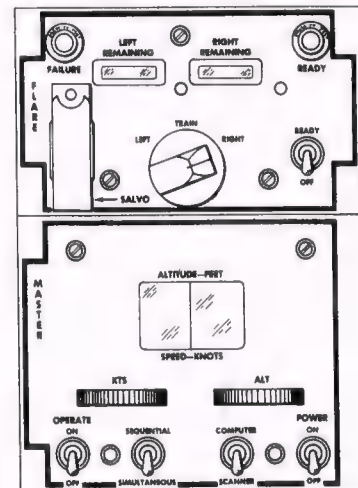 FAILURE
LEFT REMAINING
RIGHT REMAINING
READY
FLARE
LEFT
TRAIN
RIGHT
READY
OFF
SALVO
MASTER
ALTITUDE—FEET
SPEED—KNOTS
KTS
ALT
OPERATE
ON
OFF
SEQUENTIAL
SIMULTANEOUS
COMPUTER
SCANNER
POWER
ON
OFF